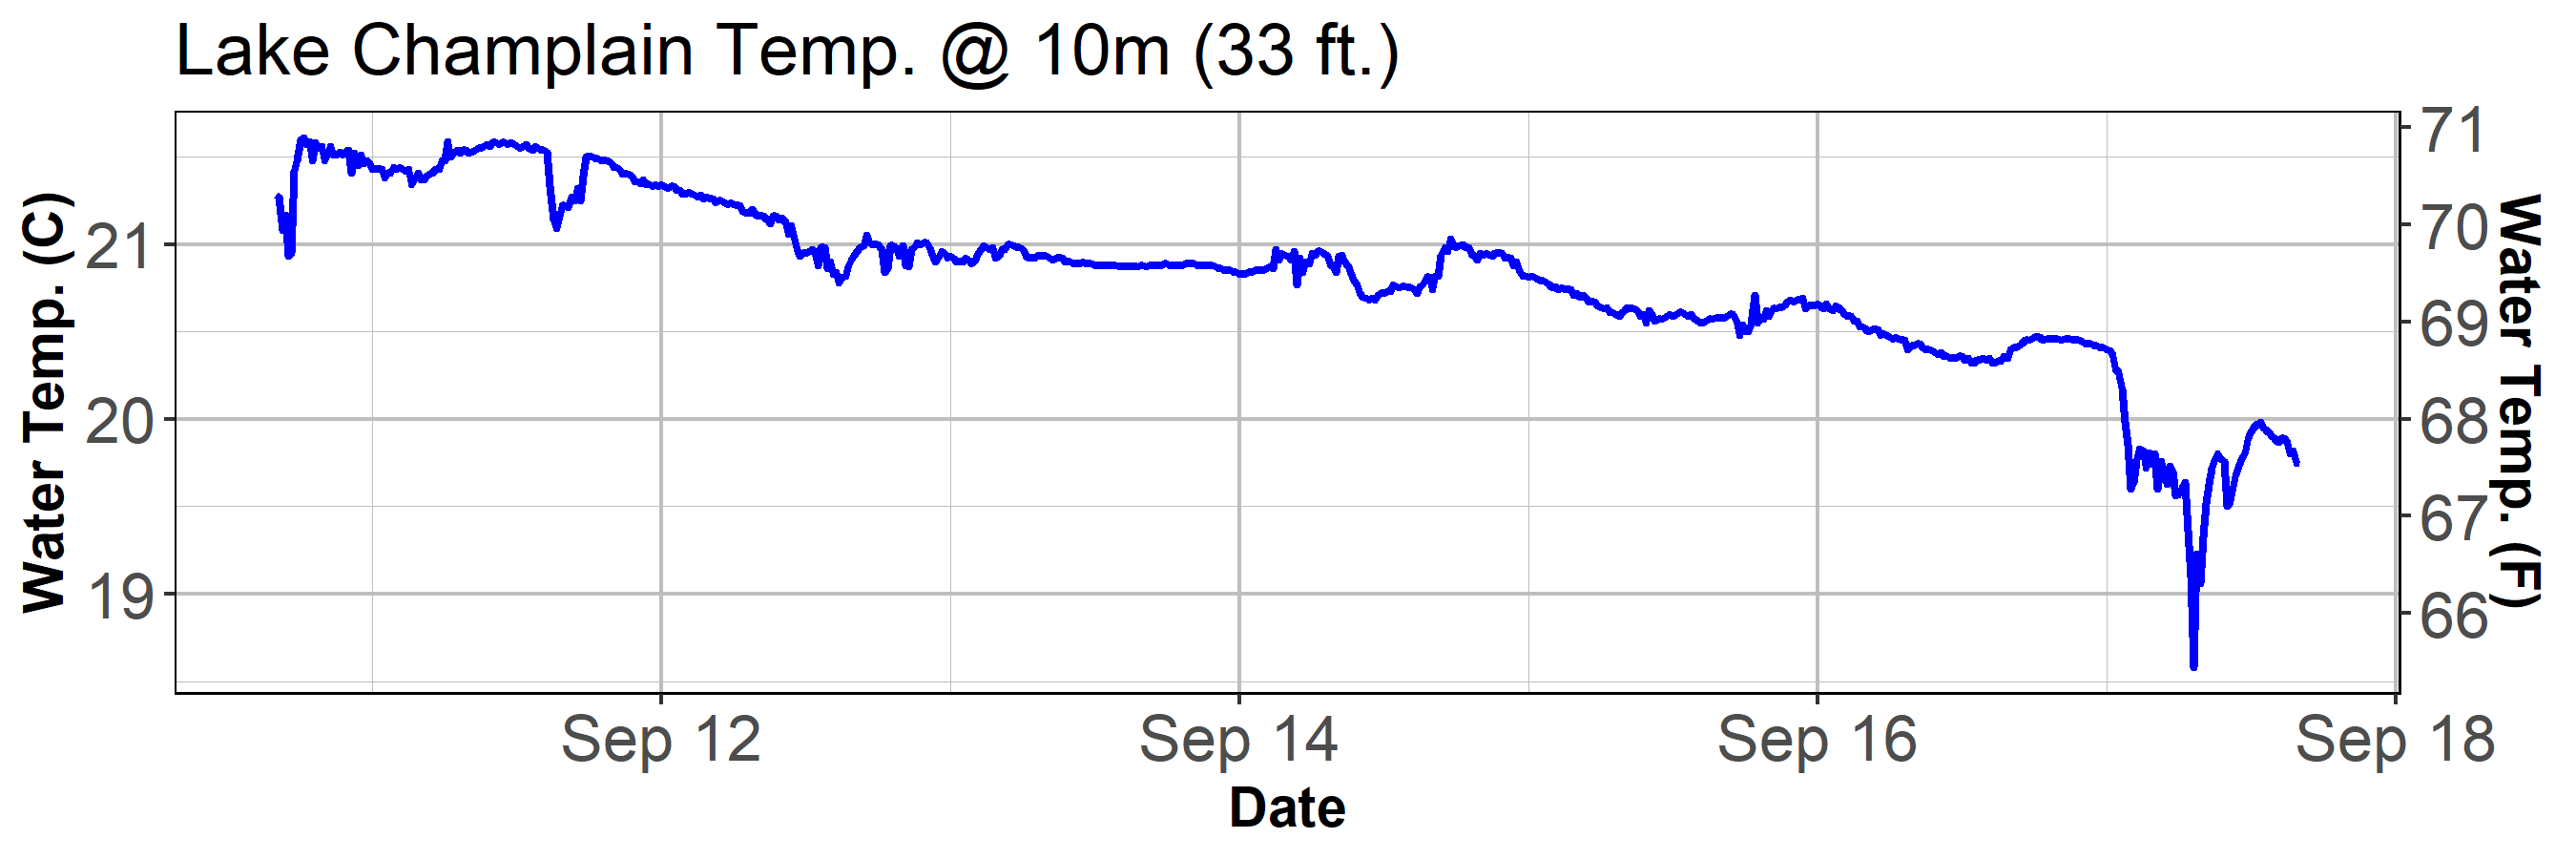 Lake Champlain Temp. @ 10m (33 ft.)
Water Temp. (C)
21
20
19
71
70
69
68
67
66
Water Temp. (F)
Sep 12
Sep 14
Sep 16
Sep 18
Date